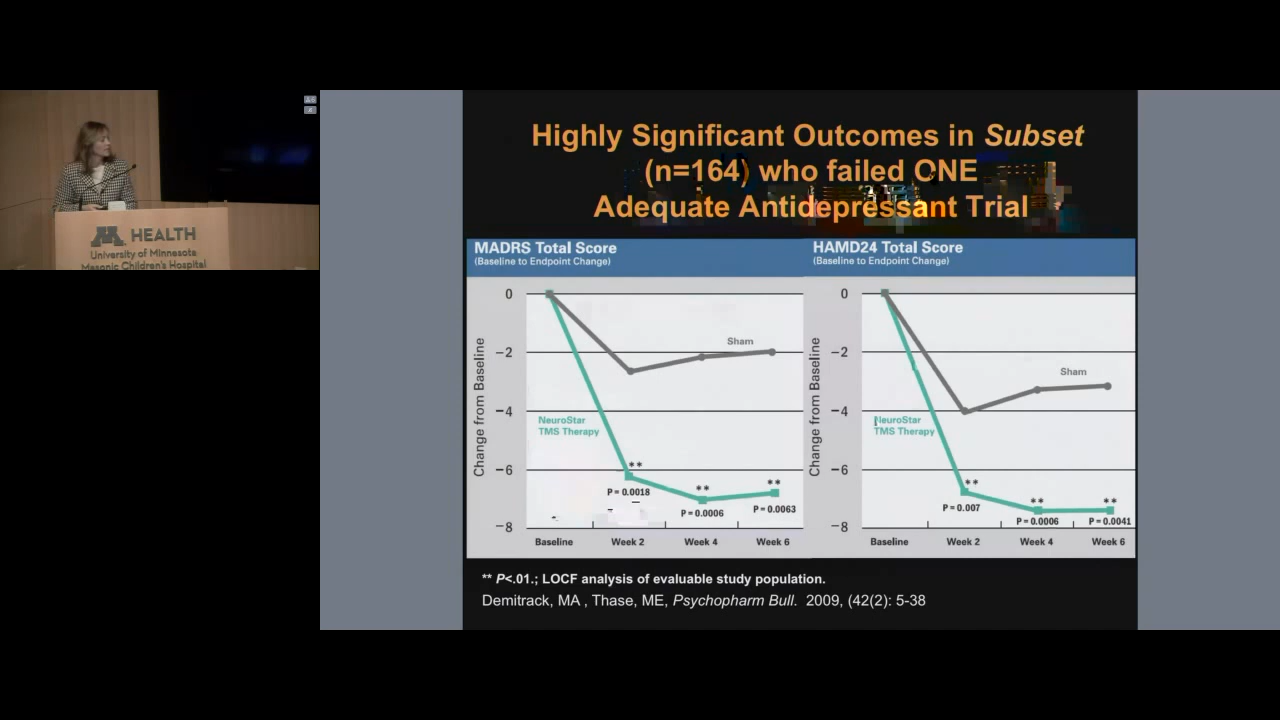 HEALTH
University of Minnesota
Masonic Children's Hospital
Highly Significant Outcomes in Subset
(n=164) who failed ONE
Adequate Antidepressant Trial
MADRS Total Score
(Baseline to Endpoint Change)
Change from Baseline
0
−2
−4
−6
−8
Sham
NeuroStar
TMS Therapy
**
P = 0.0018
**
P = 0.0006
**
P = 0.0063
Baseline
Week 2
Week 4
Week 6
HAMD24 Total Score
(Baseline to Endpoint Change)
Change from Baseline
0
−2
−4
−6
−8
Sham
NeuroStar
TMS Therapy
**
P = 0.007
**
P = 0.0006
**
P = 0.0041
Baseline
Week 2
Week 4
Week 6
** P<.01.; LOCF analysis of evaluable study population.
Demitrack, MA , Thase, ME, Psychopharm Bull. 2009, (42(2): 5-38